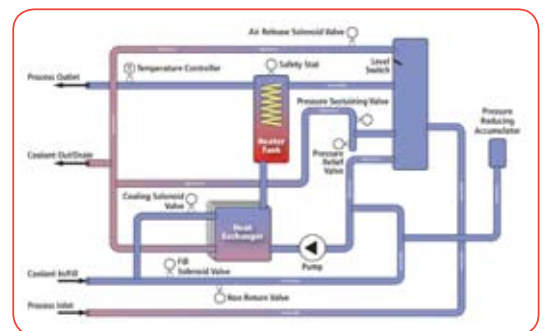 Air Release Solenoid Valve
Level
Switch
Process Outlet
Temperature Controller
Safety Stat
Pressure Sustaining Valve
Pressure
Reducing
Accumulator
Heater
Tank
Pressure
Relief
Valve
Coolant Out/Drain
Cooling Solenoid
Valve
Heat
Exchanger
Pump
Fill
Solenoid Valve
Coolant In/Fill
Non Return Valve
Process Inlet